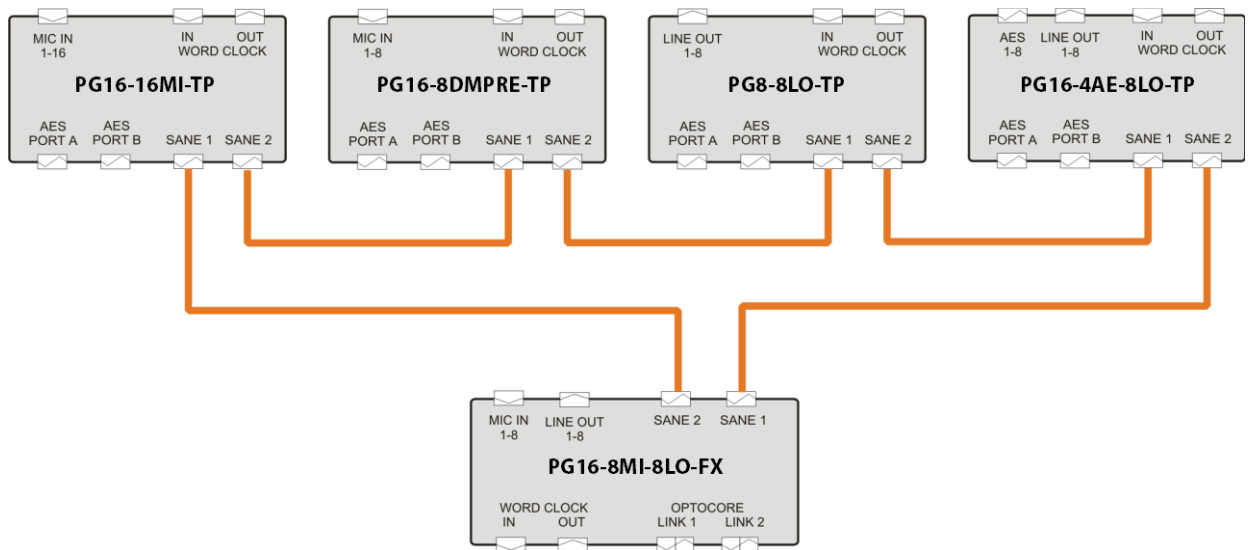 MIC IN IN OUT
1-16 WORD CLOCK
PG16-16MI-TP
AES AES
PORT A PORT B SANE 1 SANE 2
MIC IN IN OUT
1-8 WORD CLOCK
PG16-8DMPRE-TP
AES AES
PORT A PORT B SANE 1 SANE 2
LINE OUT IN OUT
1-8 WORD CLOCK
PG8-8LO-TP
AES AES
PORT A PORT B SANE 1 SANE 2
AES LINE OUT IN OUT
1-8 1-8 WORD CLOCK
PG16-4AE-8LO-TP
AES AES
PORT A PORT B SANE 1 SANE 2
MIC IN LINE OUT SANE 2 SANE 1
1-8 1-8
PG16-8MI-8LO-FX
WORD CLOCK OPTOCORE
IN OUT LINK 1 LINK 2